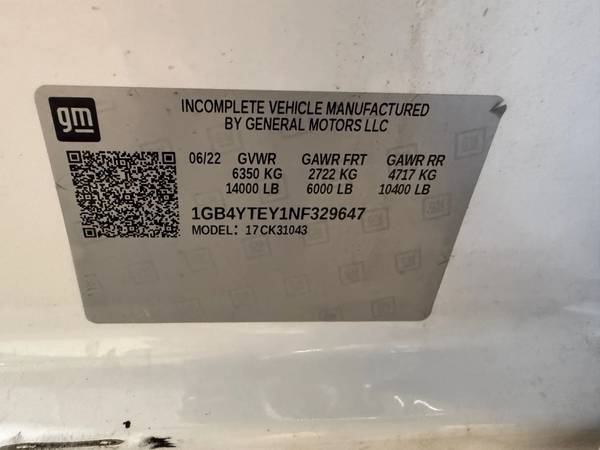 gm
INCOMPLETE VEHICLE MANUFACTURED
BY GENERAL MOTORS LLC
06/22 GVWR GAWR FRT GAWR RR
6350 KG 2722 KG 4717 KG
14000 LB 6000 LB 10400 LB
1GB4YTEY1NF329647
MODEL: 17CK31043